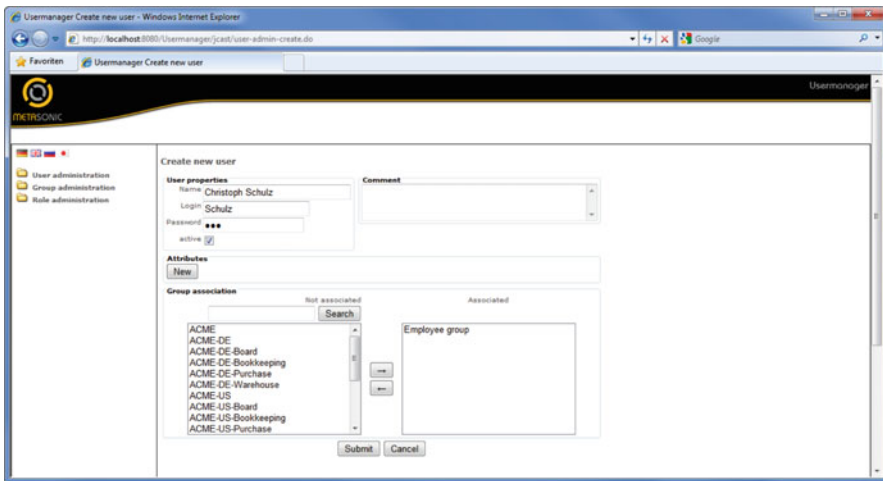 Usermanager Create new user - Windows Internet Explorer
http://localhost:8080/Usermanager/jcast/user-admin-create.do
Google
Favoriten
Usermanager Create new user
METASONIC
Usermanager
User administration
Group administration
Role administration
Create new user
User properties
Comment
Name Christoph Schulz
Login Schulz
Password •••
active
Attributes
New
Group association
Not associated
Associated
Search
ACME
ACME-DE
ACME-DE-Board
ACME-DE-Bookkeeping
ACME-DE-Purchase
ACME-DE-Warehouse
ACME-US
ACME-US-Board
ACME-US-Bookkeeping
ACME-US-Purchase
Employee group
Submit Cancel